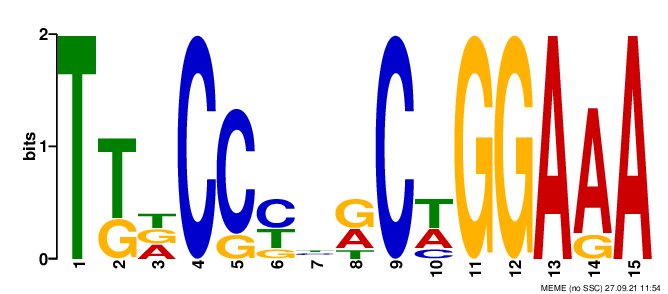 2
bits
1
0
T T T C C C G C T G G A A A
G G G T A A G
A G T C
1 2 3 4 5 6 7 8 9 10 11 12 13 14 15
MEME (no SSC) 27.09.21 11:54